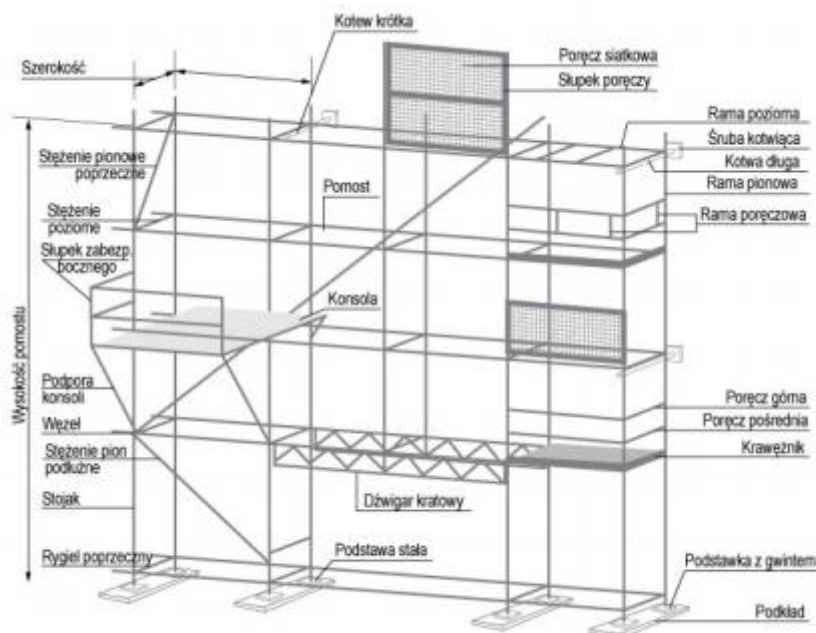 Kotew krótka
Szerokość
Poręcz siatkowa
Słupek poręczy
Rama pozioma
Śruba kotwiąca
Kotwa długa
Rama pionowa
Rama poręczowa
Stężenie pionowe
poprzeczne
Pomost
Stężenie
poziome
Słupek zabezp.
bocznego
Konsola
Wysokość pomostu
Podpora
konsoli
Węzeł
Stężenie pion
podłużne
Stojak
Poręcz górna
Poręcz pośrednia
Krawężnik
Dźwigar kratowy
Rygiel poprzeczny
Podstawa stała
Podstawka z gwintem
Podkład